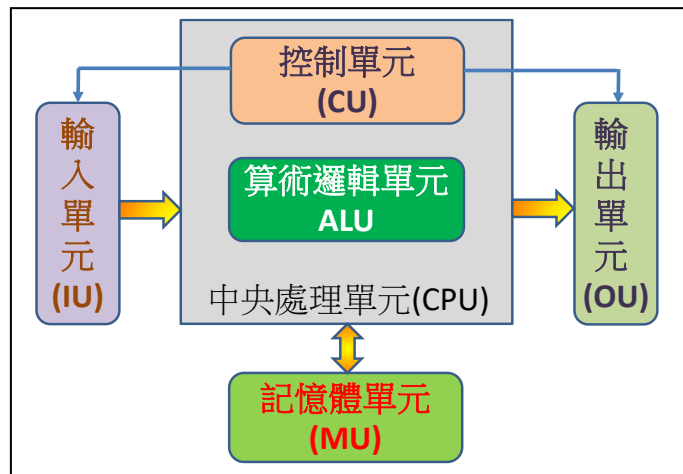 控制單元
(CU)
輸入單元
(IU)
算術邏輯單元
ALU
輸出單元
(OU)
中央處理單元(CPU)
記憶體單元
(MU)